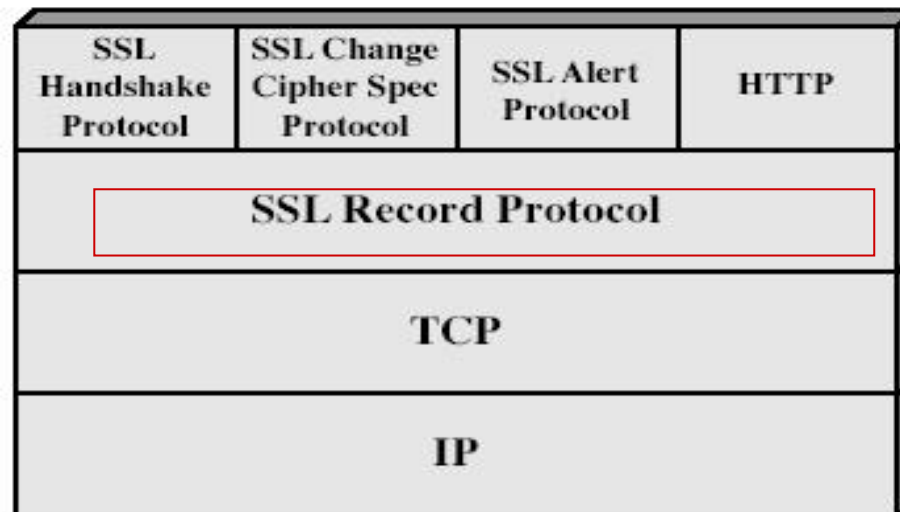 SSL
Handshake
Protocol
SSL Change
Cipher Spec
Protocol
SSL Alert
Protocol
HTTP
SSL Record Protocol
TCP
IP